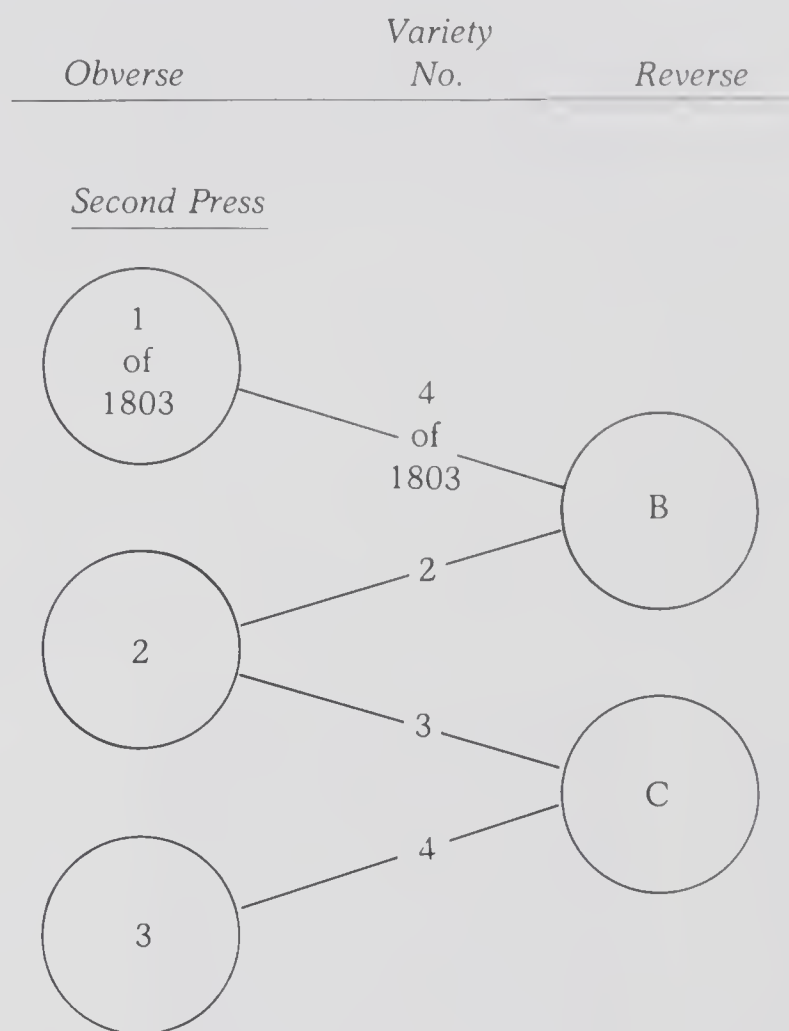 Variety
Obverse No. Reverse
Second Press
1
of
1803
4
of
1803
B
2
2
3
C
4
3